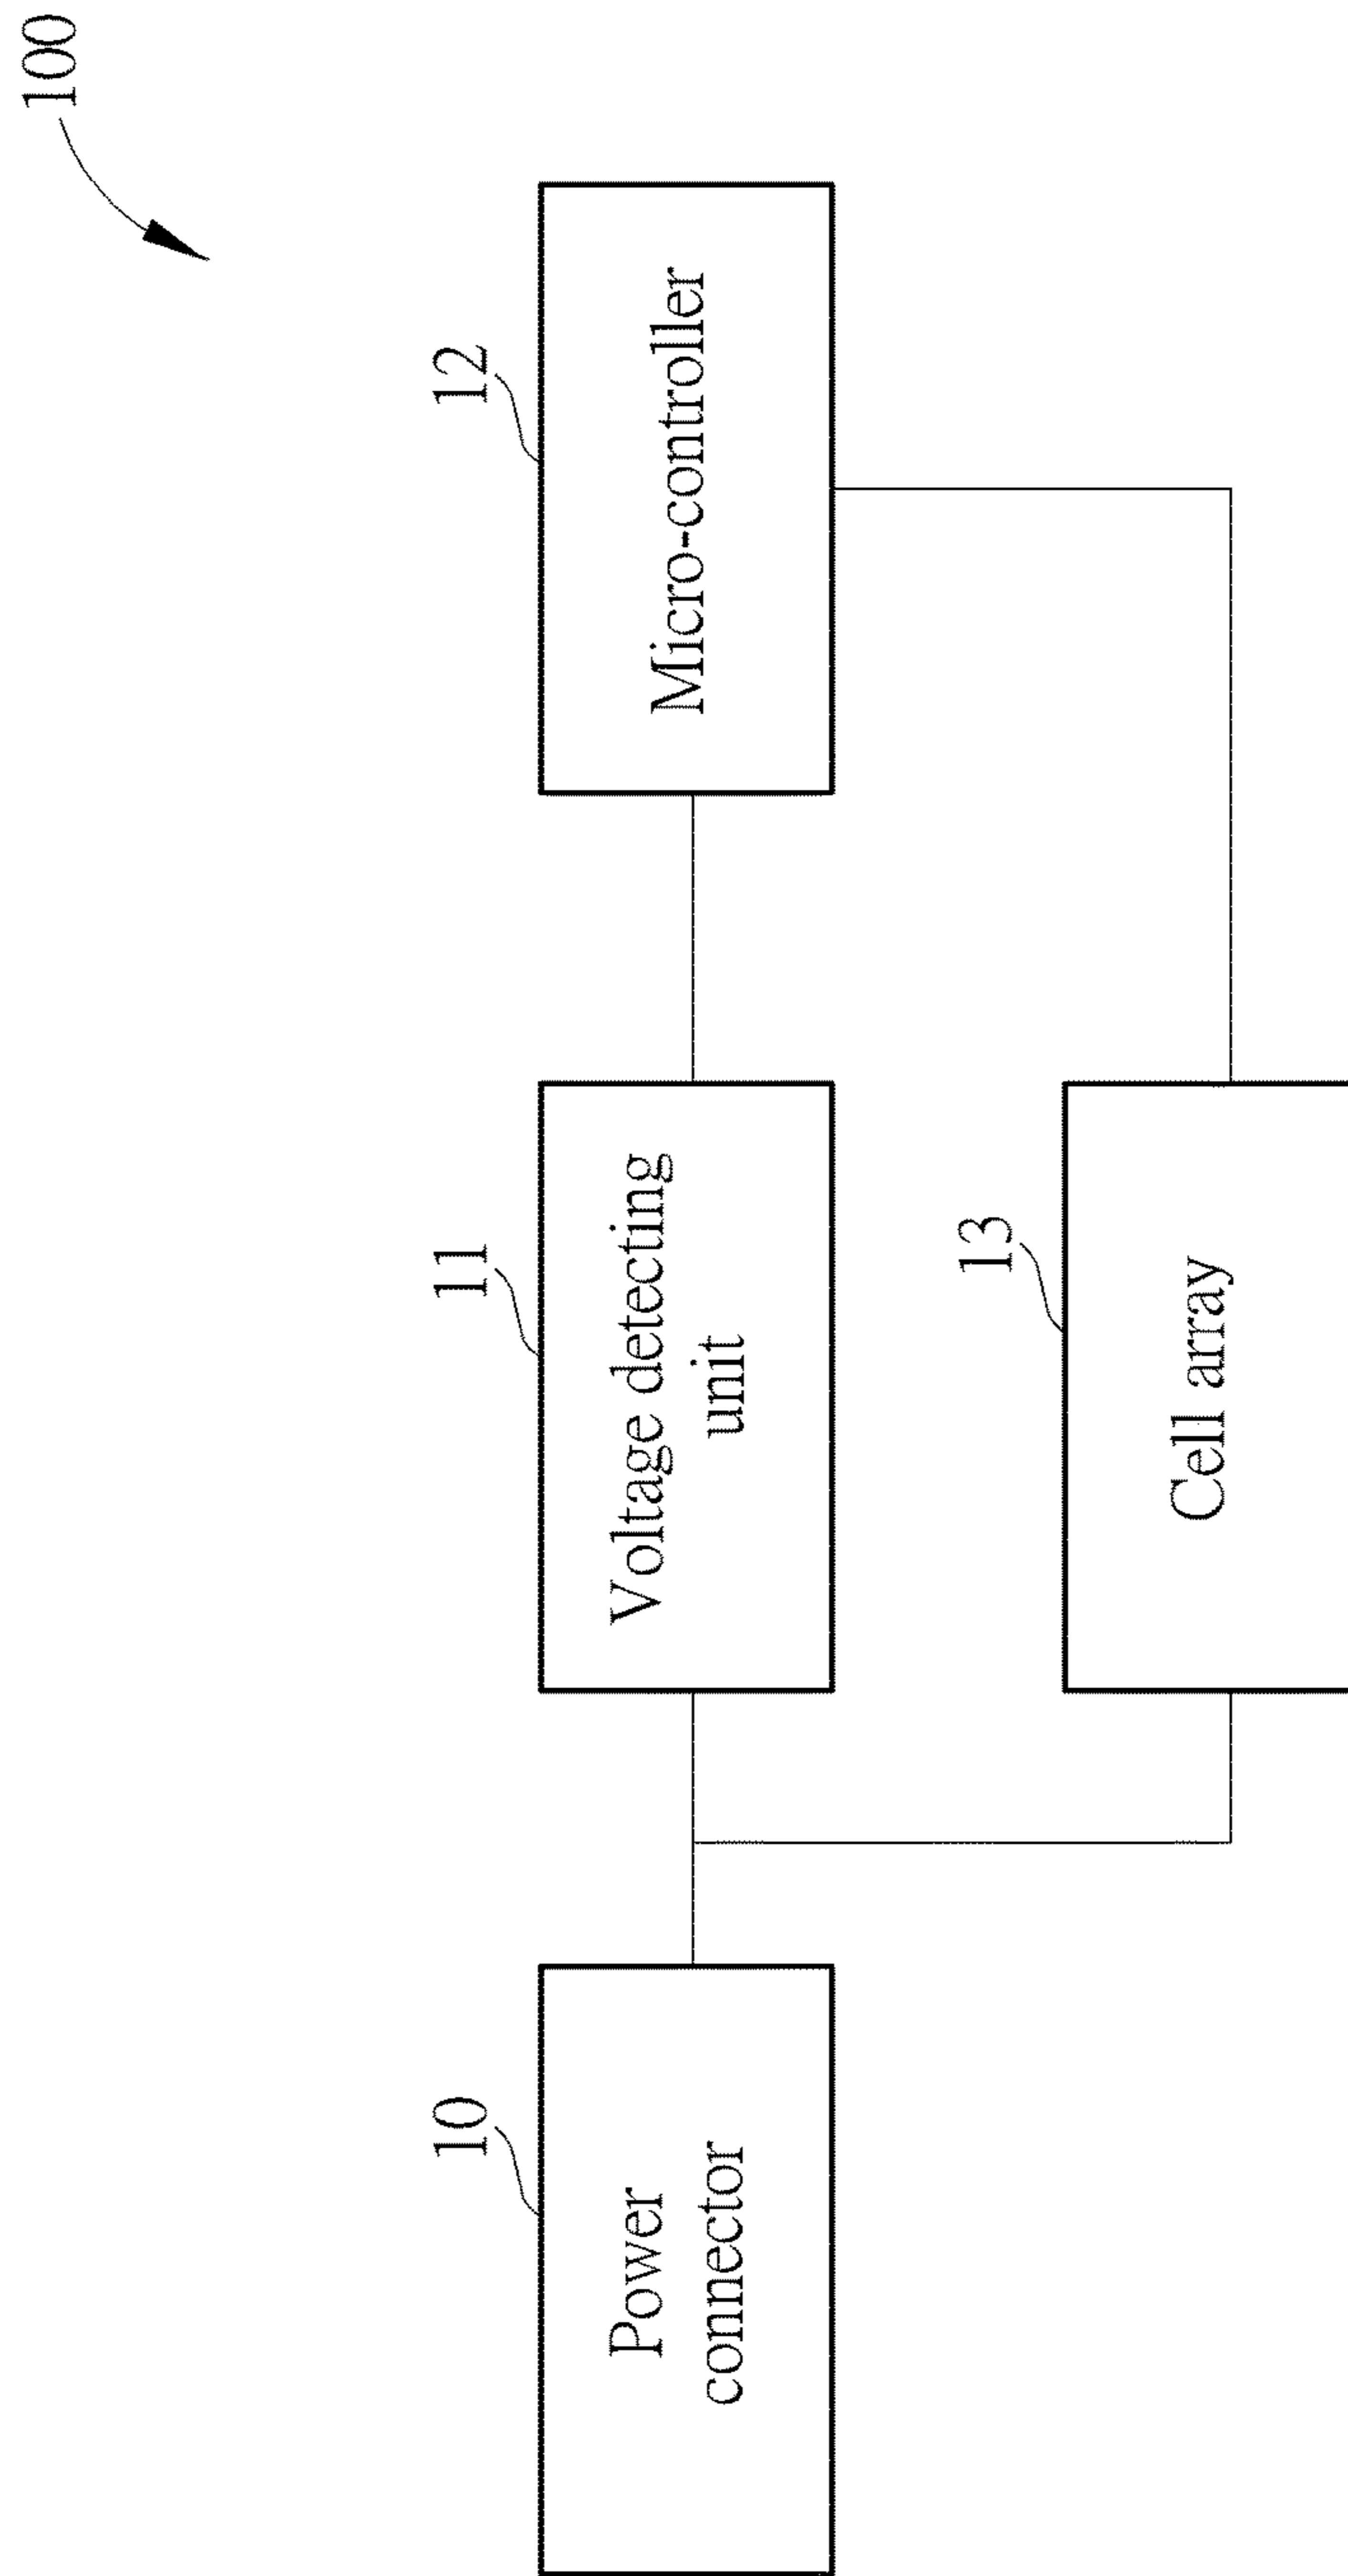 100
10
Power
connector
11
Voltage detecting
unit
12
Micro-controller
13
Cell array